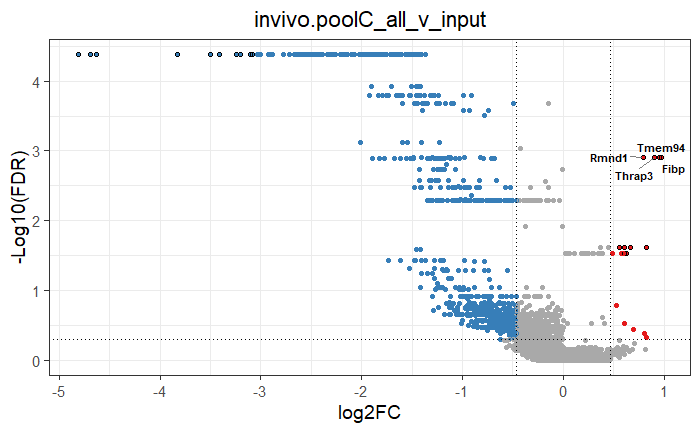 invivo.poolC_all_v_input
-Log10(FDR)
4
3
2
1
0
Tmem94
Rmnd1
Thrap3
Fibp
-5
-4
-3
-2
-1
0
1
log2FC